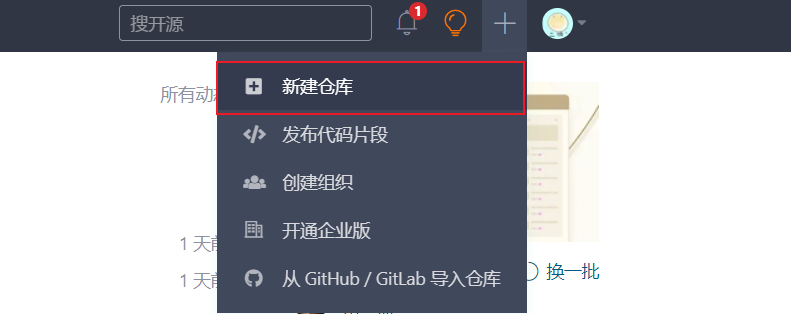 搜开源
1
所有动
新建仓库
发布代码片段
创建组织
开通企业版
1 天前
从 GitHub / GitLab 导入仓库
换一批
1 天前